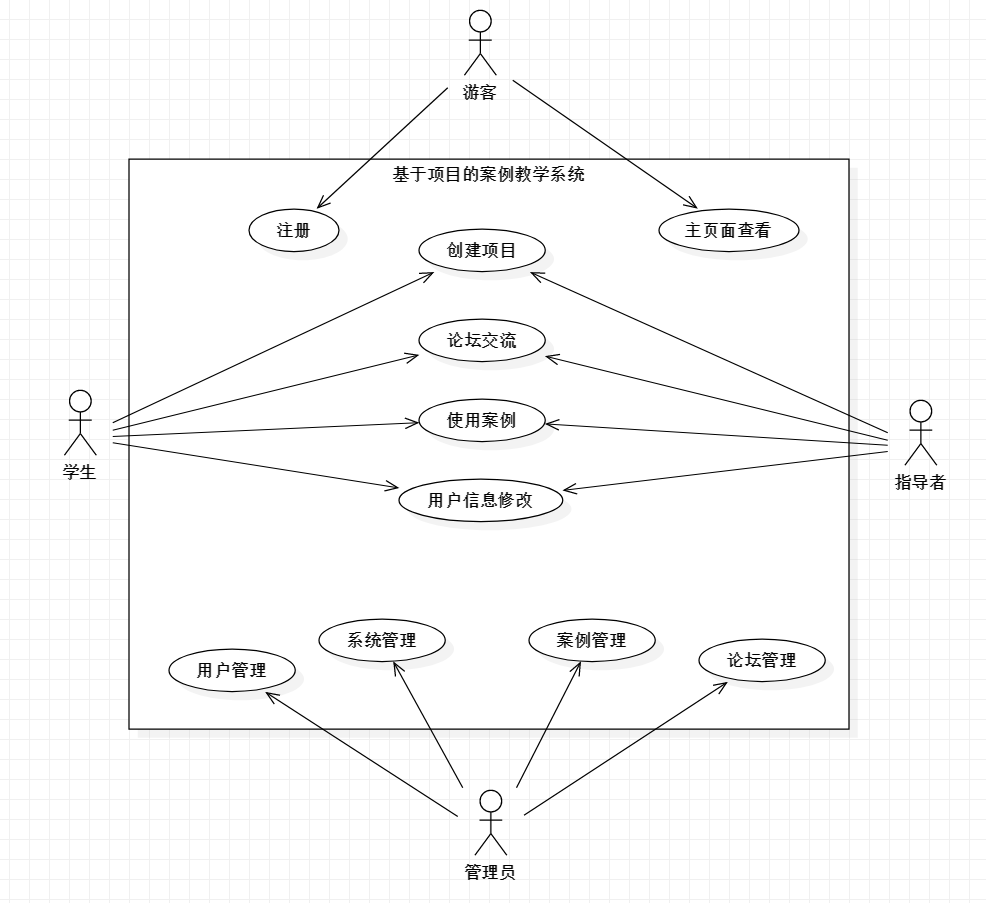 游客
基于项目的案例教学系统
注册
主页面查看
创建项目
论坛交流
使用案例
学生
指导者
用户信息修改
系统管理
案例管理
用户管理
论坛管理
管理员